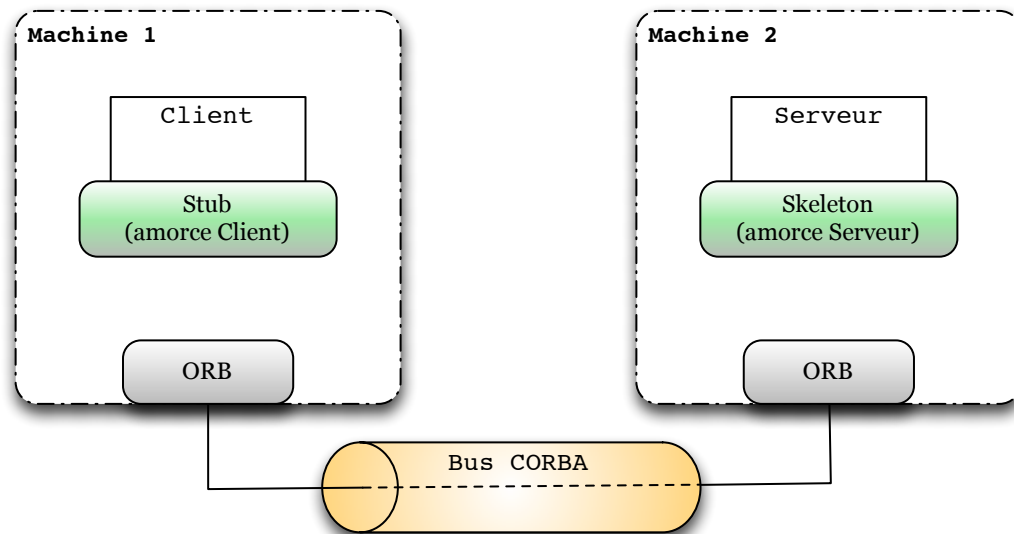 Machine 1
Client
Stub
(amorce Client)
ORB
Machine 2
Serveur
Skeleton
(amorce Serveur)
ORB
Bus CORBA